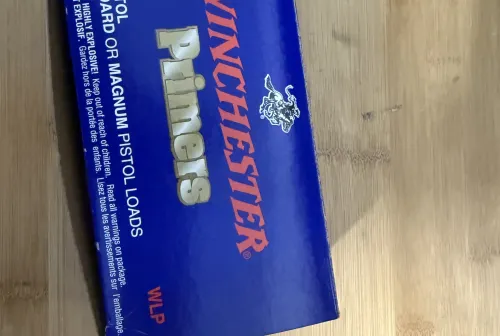 WINCHESTER®
Primers
TOL
DARD OR MAGNUM PISTOL LOADS
HIGHLY EXPLOSIVE! Keep out of reach of children. Read all warnings on package.
T EXPLOSIF. Gardez hors de la portée des enfants. Lisez tous les avertissements sur l'emballage.
WLP